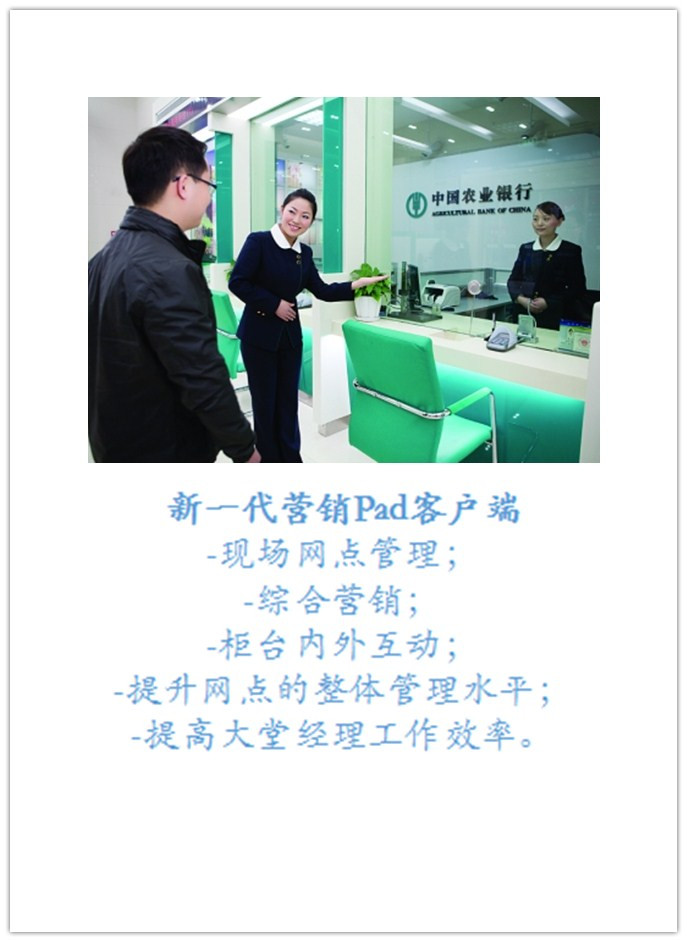 中国农业银行
AGRICULTURAL BANK OF CHINA
新一代营销Pad客户端
-现场网点管理；
-综合营销；
-柜台内外互动；
-提升网点的整体管理水平；
-提高大堂经理工作效率。